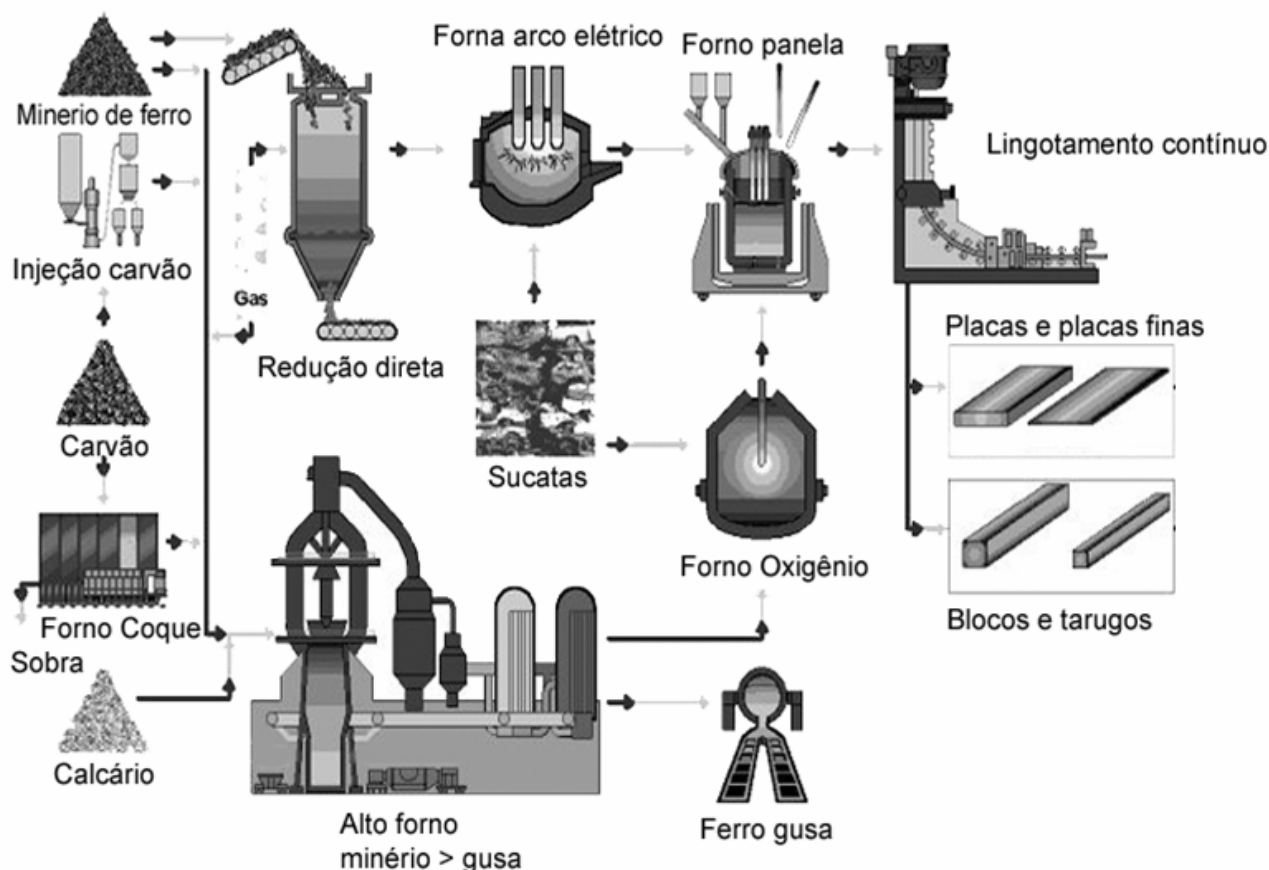 Minerio de ferro
Injeção carvão
Carvão
Forno Coque
Sobra
Calcário
Gas
Redução direta
Forna arco elétrico
Sucatas
Alto forno
minério > gusa
Forno panela
Forno Oxigênio
Ferro gusa
Lingotamento contínuo
Placas e placas finas
Blocos e tarugos